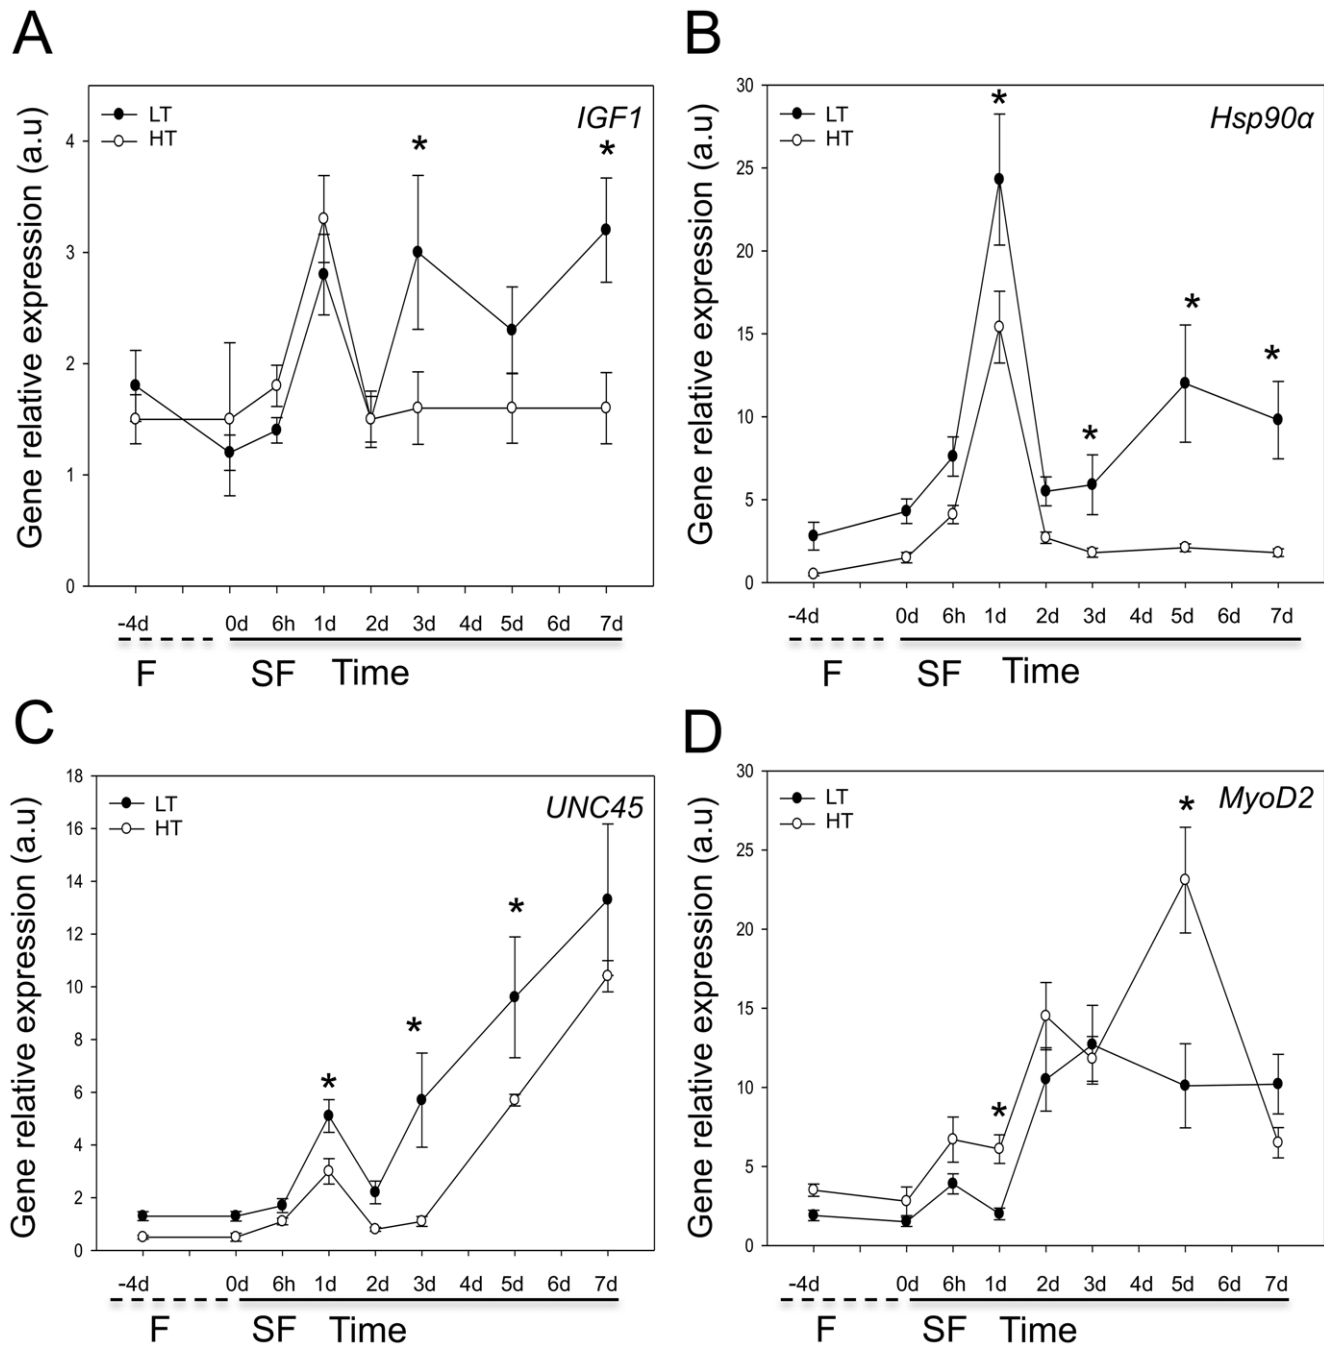 A
Gene relative expression (a.u)
LT
HT
IGF1
*
*
4
3
2
1
0
-4d 0d 6h 1d 2d 3d 4d 5d 6d 7d
F SF Time
B
Gene relative expression (a.u)
LT
HT
Hsp90α
*
*
*
*
30
25
20
15
10
5
0
-4d 0d 6h 1d 2d 3d 4d 5d 6d 7d
F SF Time
C
Gene relative expression (a.u)
LT
HT
UNC45
*
*
*
18
16
14
12
10
8
6
4
2
0
-4d 0d 6h 1d 2d 3d 4d 5d 6d 7d
F SF Time
D
Gene relative expression (a.u)
LT
HT
MyoD2
*
*
30
25
20
15
10
5
0
-4d 0d 6h 1d 2d 3d 4d 5d 6d 7d
F SF Time